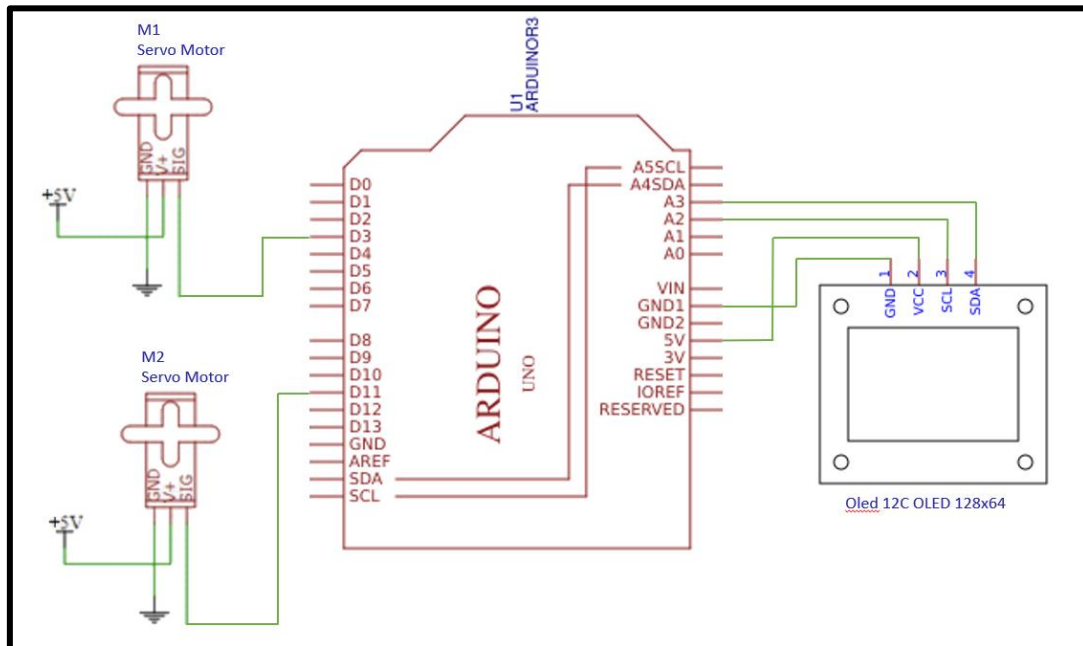 M1
Servo Motor
GND
V+
SIG
+5V
M2
Servo Motor
GND
V+
SIG
+5V
U1
ARDUINOR3
D0
D1
D2
D3
D4
D5
D6
D7
D8
D9
D10
D11
D12
D13
GND
AREF
SDA
SCL
ARDUINO
UNO
A5SCL
A4SDA
A3
A2
A1
A0
VIN
GND1
GND2
5V
3V
RESET
IOREF
RESERVED
1 2 3 4
GND VCC SCL SDA
Oled 12C OLED 128x64